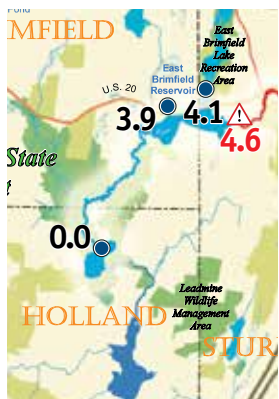 Pond
MFIELD
East
Brimfield
Lake
Recreation
Area
East
Brimfield
Reservoir
U.S. 20
3.9
4.1
4.6
State
t
0.0
Leadmine
Wildlife
Management
Area
HOLLAND
STUR